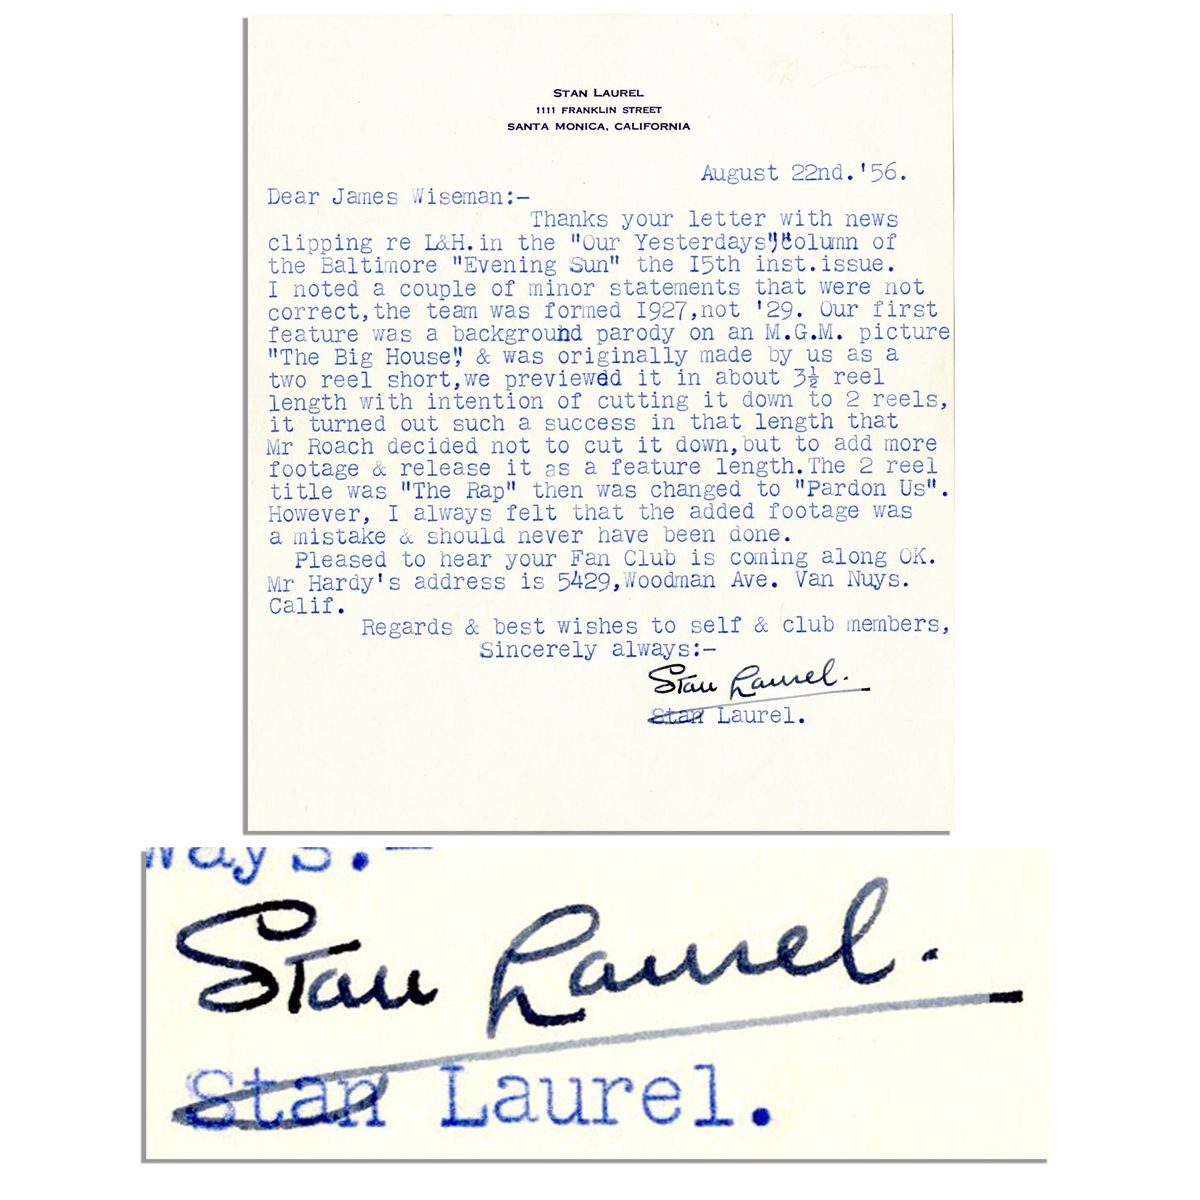 STAN LAUREL
1111 FRANKLIN STREET
SANTA MONICA, CALIFORNIA
August 22nd.'56.
Dear James Wiseman:-
Thanks your letter with news
clipping re L&H.in the "Our Yesterdays",column of
the Baltimore "Evening Sun" the I5th inst.issue.
I noted a couple of minor statements that were not
correct,the team was formed I927,not '29. Our first
feature was a background parody on an M.G.M. picture
"The Big House", & was originally made by us as a
two reel short,we previewed it in about 3½ reel
length with intention of cutting it down to 2 reels,
it turned out such a success in that length that
Mr Roach decided not to cut it down,but to add more
footage & release it as a feature length.The 2 reel
title was "The Rap" then was changed to "Pardon Us".
However, I always felt that the added footage was
a mistake & should never have been done.
Pleased to hear your Fan Club is coming along OK.
Mr Hardy's address is 5429,Woodman Ave. Van Nuys.
Calif.
Regards & best wishes to self & club members,
Sincerely always:-
Stan Laurel.
Stan Laurel.
ways:-
Stan Laurel.
Stan Laurel.